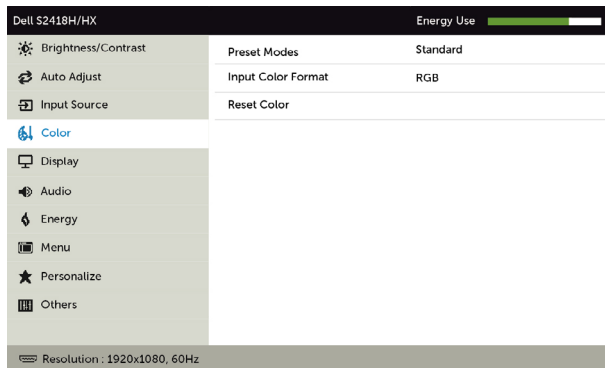 Dell S2418H/HX Energy Use
Brightness/Contrast
Auto Adjust
Input Source
Color
Display
Audio
Energy
Menu
Personalize
Others
Preset Modes Standard
Input Color Format RGB
Reset Color
Resolution : 1920x1080, 60Hz